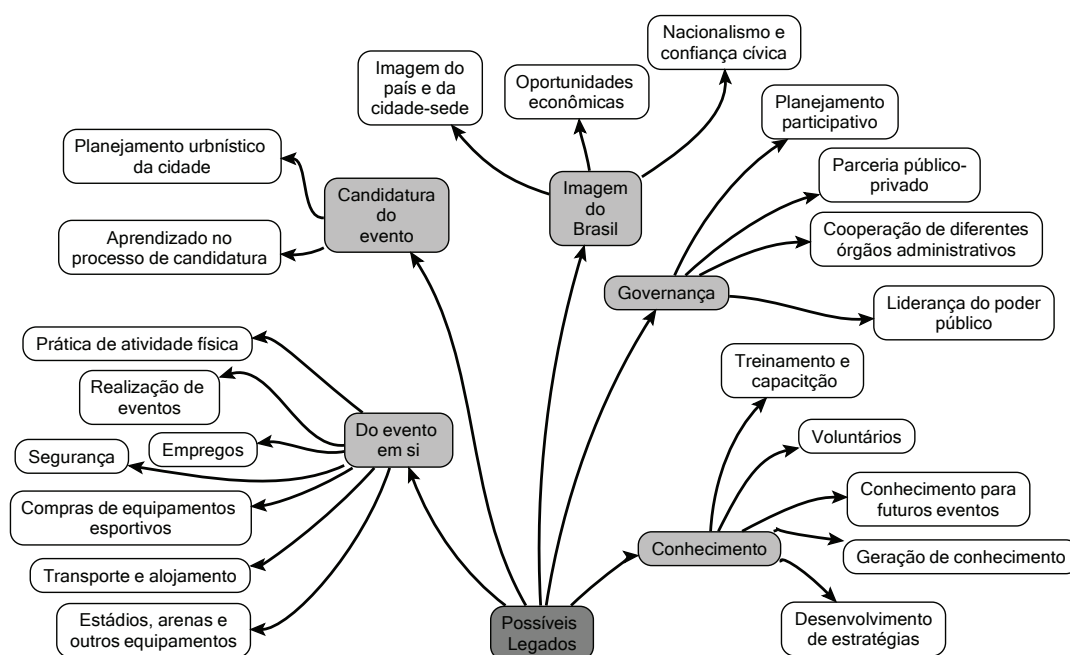 Nacionalismo e
confiança cívica
Imagem do
país e da
cidade-sede
Oportunidades
econômicas
Planejamento
participativo
Planejamento urbnístico
da cidade
Parceria público-
privado
Candidatura
do
evento
Imagem
do
Brasil
Aprendizado no
processo de candidatura
Cooperação de diferentes
órgãos administrativos
Governança
Liderança do poder
público
Prática de atividade física
Treinamento e
capacitção
Realização de
eventos
Do evento
em si
Empregos
Segurança
Voluntários
Compras de equipamentos
esportivos
Conhecimento para
futuros eventos
Conhecimento
Geração de conhecimento
Transporte e alojamento
Estádios, arenas e
outros equipamentos
Possíveis
Legados
Desenvolvimento
de estratégias